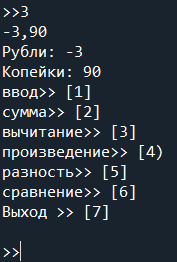 >>3
-3,90
Рубли: -3
Копейки: 90
ввод>> [1]
сумма>> [2]
вычитание>> [3]
произведение>> [4)
разность>> [5]
сравнение>> [6]
Выход >> [7]
>>